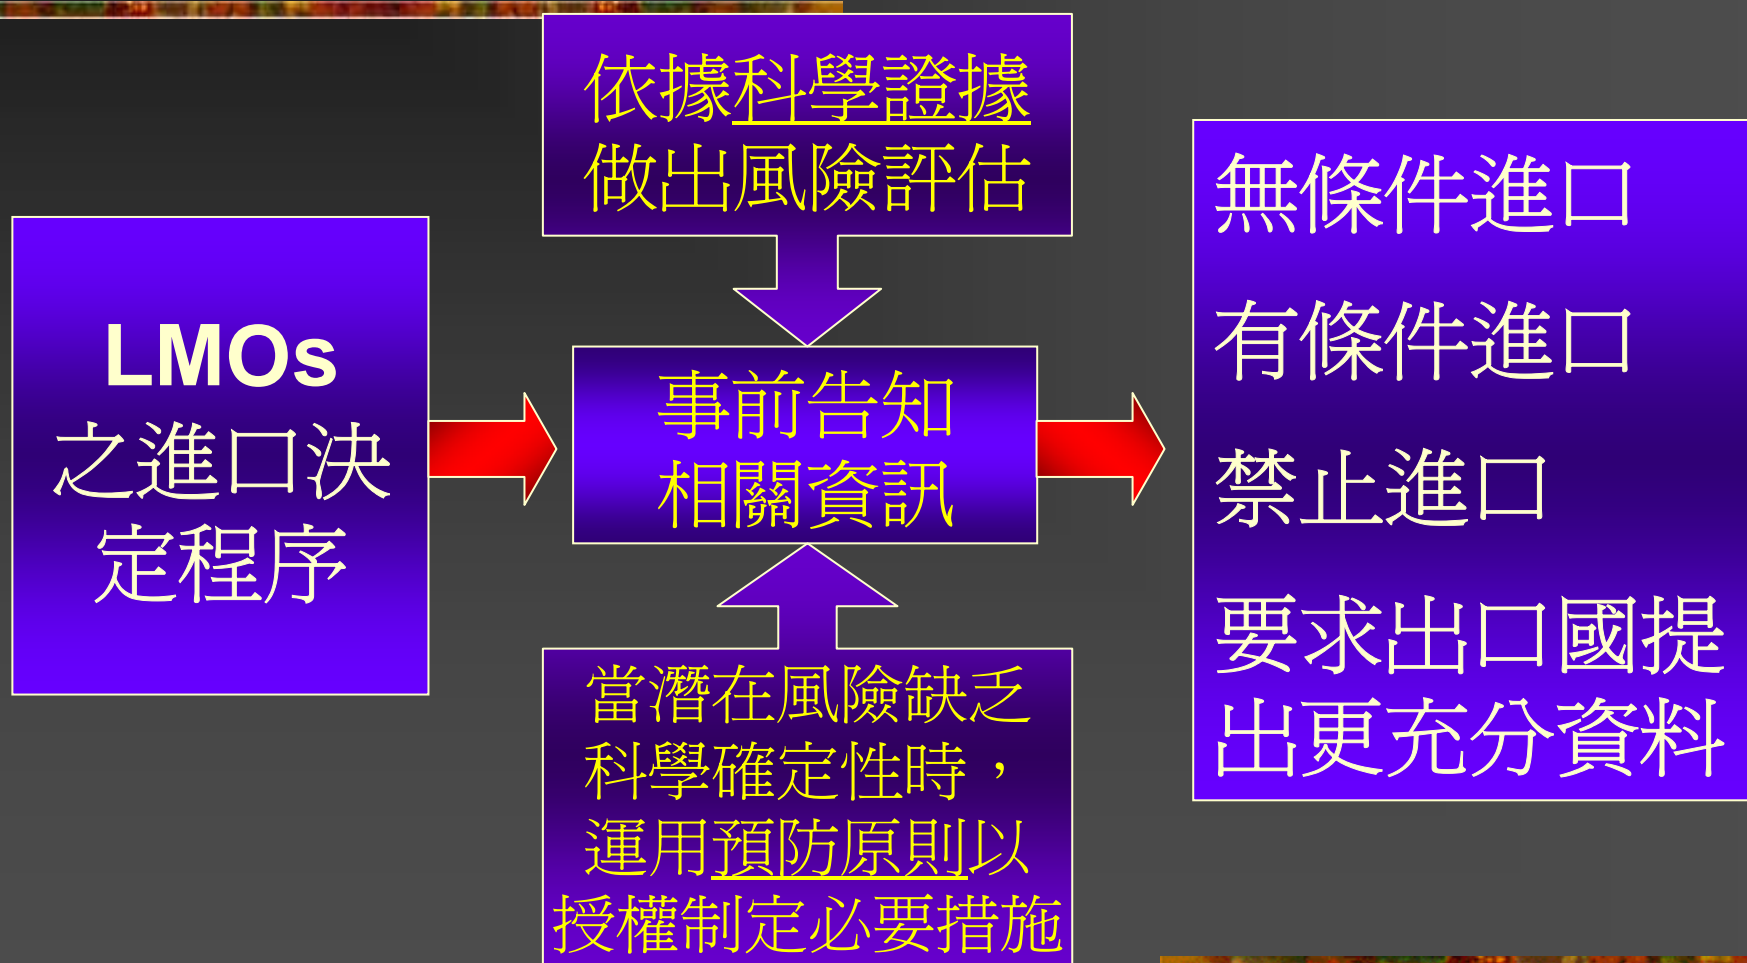 依據科學證據
做出風險評估
LMOs
之進口決
定程序
事前告知
相關資訊
當潛在風險缺乏
科學確定性時，
運用預防原則以
授權制定必要措施
無條件進口
有條件進口
禁止進口
要求出口國提
出更充分資料